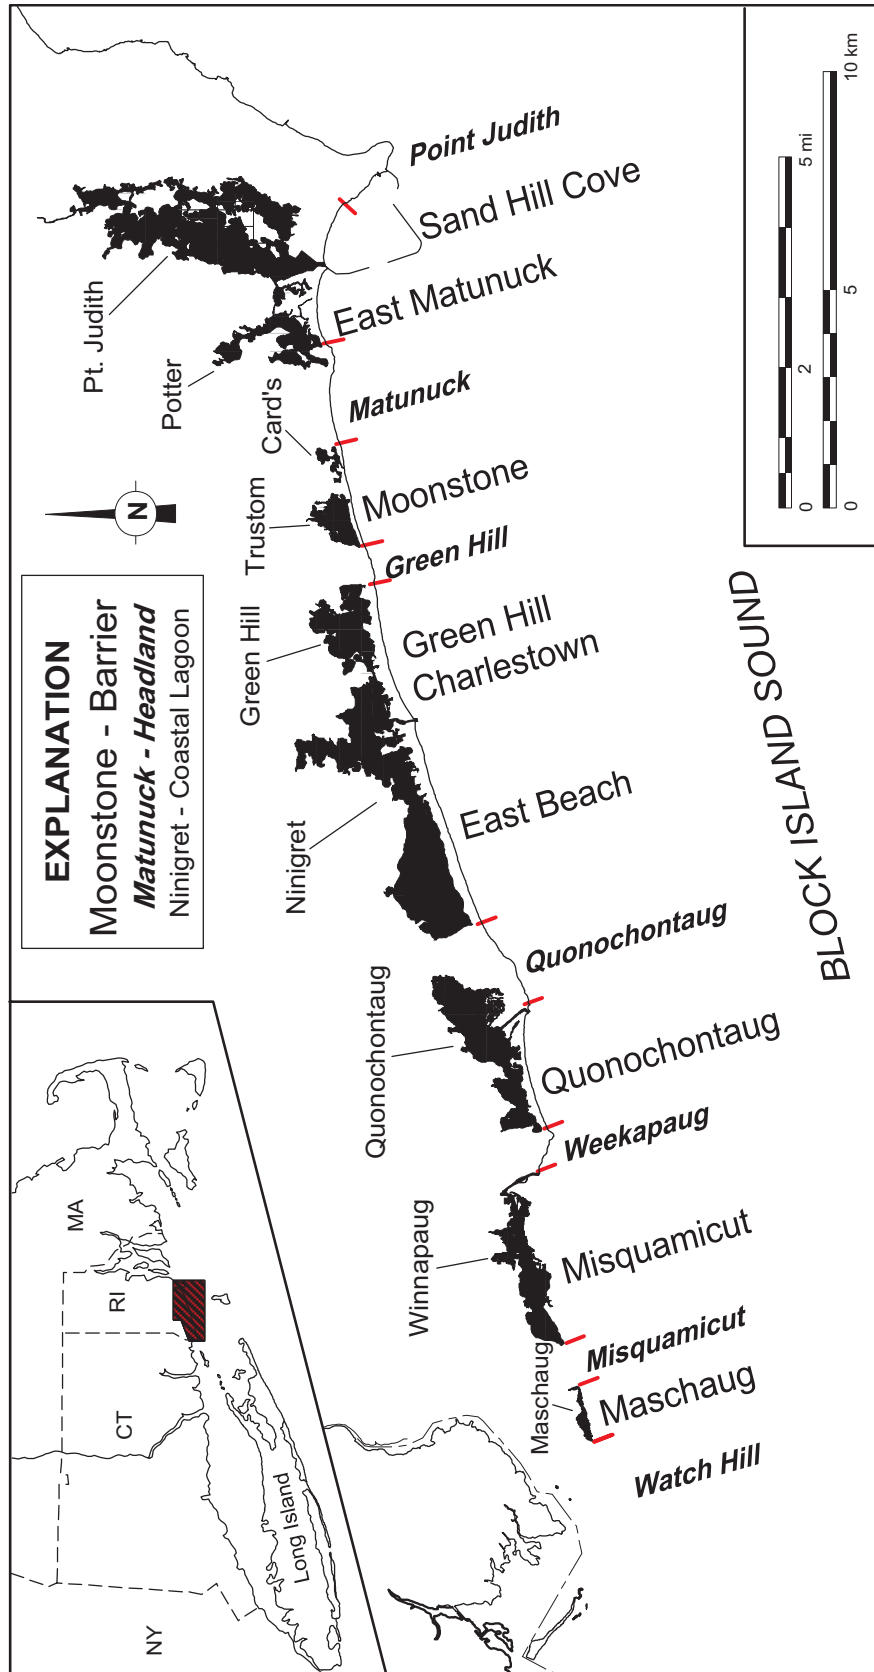 NY
CT
RI
MA
Long Island
EXPLANATION
Moonstone - Barrier
Matunuck - Headland
Ninigret - Coastal Lagoon
N
Maschaug
Winnapaug
Quonochontaug
Ninigret
Green Hill
Trustom
Card's
Potter
Pt. Judith
Watch Hill
Maschaug
Misquamicut
Misquamicut
Weekapaug
Quonochontaug
Quonochontaug
East Beach
Charlestown
Green Hill
Green Hill
Moonstone
Matunuck
East Matunuck
Sand Hill Cove
Point Judith
BLOCK ISLAND SOUND
0 2 5 mi
0 5 10 km